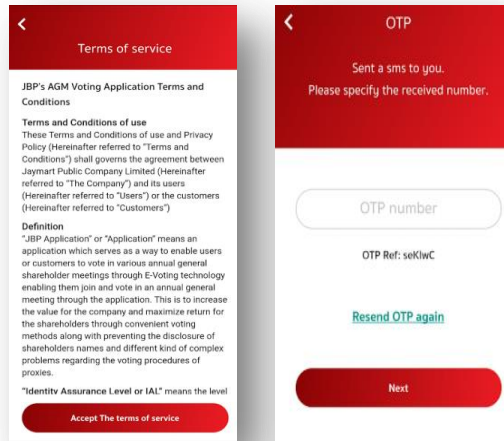 Terms of service
JBP's AGM Voting Application Terms and
Conditions
Terms and Conditions of use
These Terms and Conditions of use and Privacy
Policy (Hereinafter referred to "Terms and
Conditions") shall governs the agreement between
Jaymart Public Company Limited (Hereinafter
referred to "The Company") and its users
(Hereinafter referred to "Users") or the customers
(Hereinafter referred to "Customers")
Definition
"JBP Application" or "Application" means an
application which serves as a way to enable users
or customers to vote in various annual general
shareholder meetings through E-Voting technology
enabling them join and vote in an annual general
meeting through the application. This is to increase
the value for the company and maximize return for
the shareholders through convenient voting
methods along with preventing the disclosure of
shareholders names and different kind of complex
problems regarding the voting procedures of
proxies.
"Identity Assurance Level or IAL" means the level
Accept The terms of service
OTP
Sent a sms to you.
Please specify the received number.
OTP number
OTP Ref: seKlwC
Resend OTP again
Next